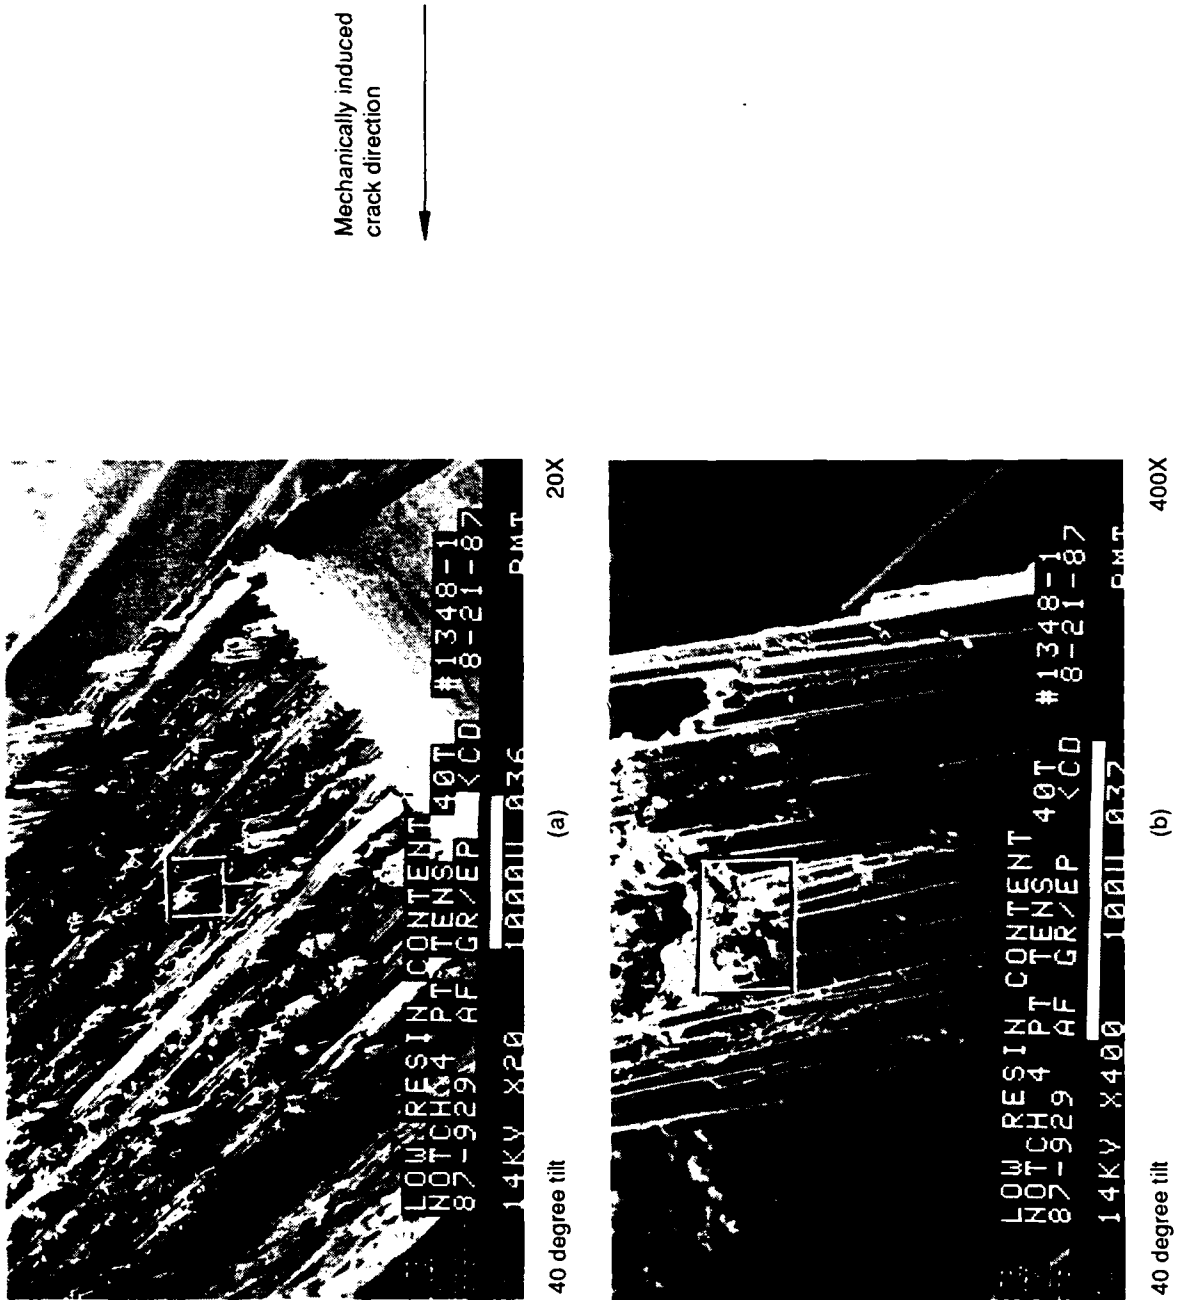 Mechanically induced
crack direction
LOW RESIN CONTENT
NOTCH 4 PT TENS 40T #1348-1
87-929 AF GR/EP <CD 8-21-87
14KV X20 1000U 036 RMT
40 degree tilt (a) 20X
LOW RESIN CONTENT
NOTCH 4 PT TENS 40T #1348-1
87-929 AF GR/EP <CD 8-21-87
14KV X400 100U 037 RMT
40 degree tilt (b) 400X